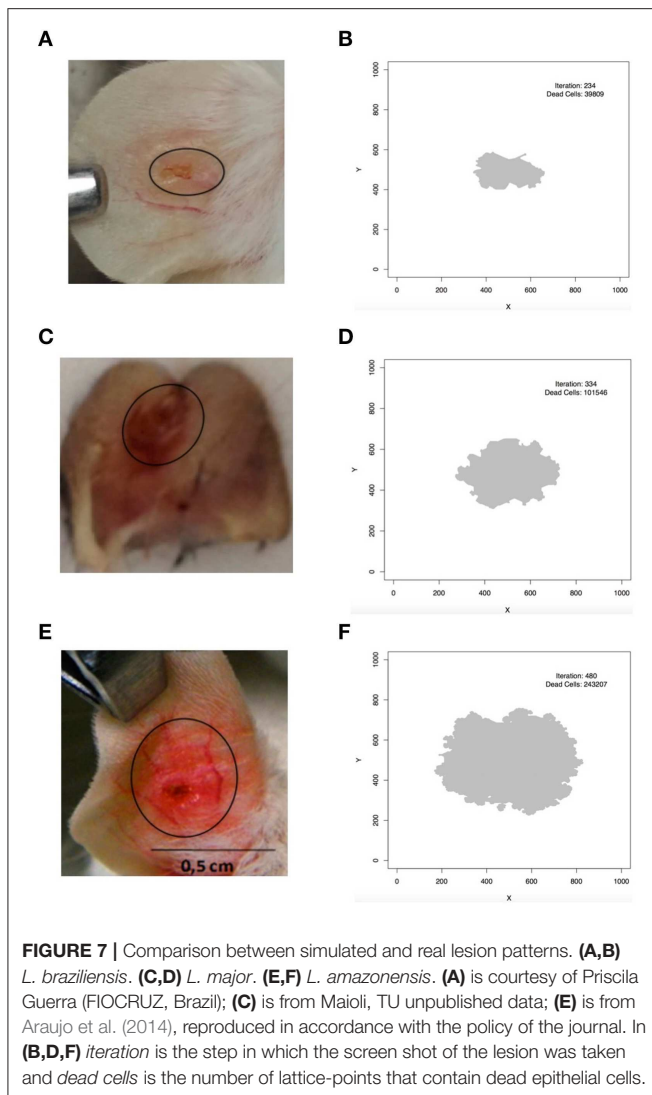 A
B
1000
800
600
400
200
0
Y
Iteration: 234
Dead Cells: 39809
0 200 400 600 800 1000
X
C
D
1000
800
600
400
200
0
Y
Iteration: 334
Dead Cells: 101546
0 200 400 600 800 1000
X
E
0,5 cm
F
1000
800
600
400
200
0
Y
Iteration: 480
Dead Cells: 243207
0 200 400 600 800 1000
X
FIGURE 7 | Comparison between simulated and real lesion patterns. (A,B)
L. braziliensis. (C,D) L. major. (E,F) L. amazonensis. (A) is courtesy of Priscila
Guerra (FIOCRUZ, Brazil); (C) is from Maioli, TU unpublished data; (E) is from
Araujo et al. (2014), reproduced in accordance with the policy of the journal. In
(B,D,F) iteration is the step in which the screen shot of the lesion was taken
and dead cells is the number of lattice-points that contain dead epithelial cells.